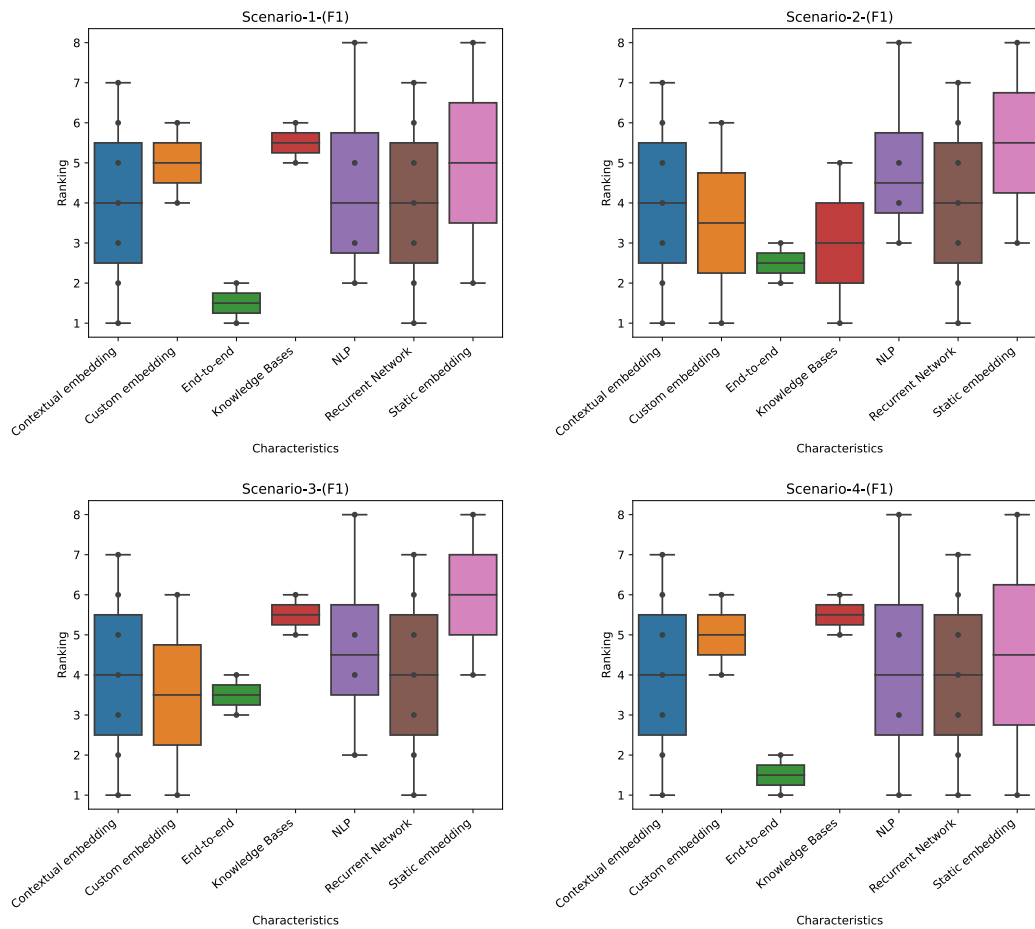 Scenario-1-(F1)
8
7
6
5
4
3
2
1
Ranking
Contextual embedding
Custom embedding
End-to-end
Knowledge Bases
NLP
Recurrent Network
Static embedding
Characteristics
Scenario-2-(F1)
8
7
6
5
4
3
2
1
Ranking
Contextual embedding
Custom embedding
End-to-end
Knowledge Bases
NLP
Recurrent Network
Static embedding
Characteristics
Scenario-3-(F1)
8
7
6
5
4
3
2
1
Ranking
Contextual embedding
Custom embedding
End-to-end
Knowledge Bases
NLP
Recurrent Network
Static embedding
Characteristics
Scenario-4-(F1)
8
7
6
5
4
3
2
1
Ranking
Contextual embedding
Custom embedding
End-to-end
Knowledge Bases
NLP
Recurrent Network
Static embedding
Characteristics